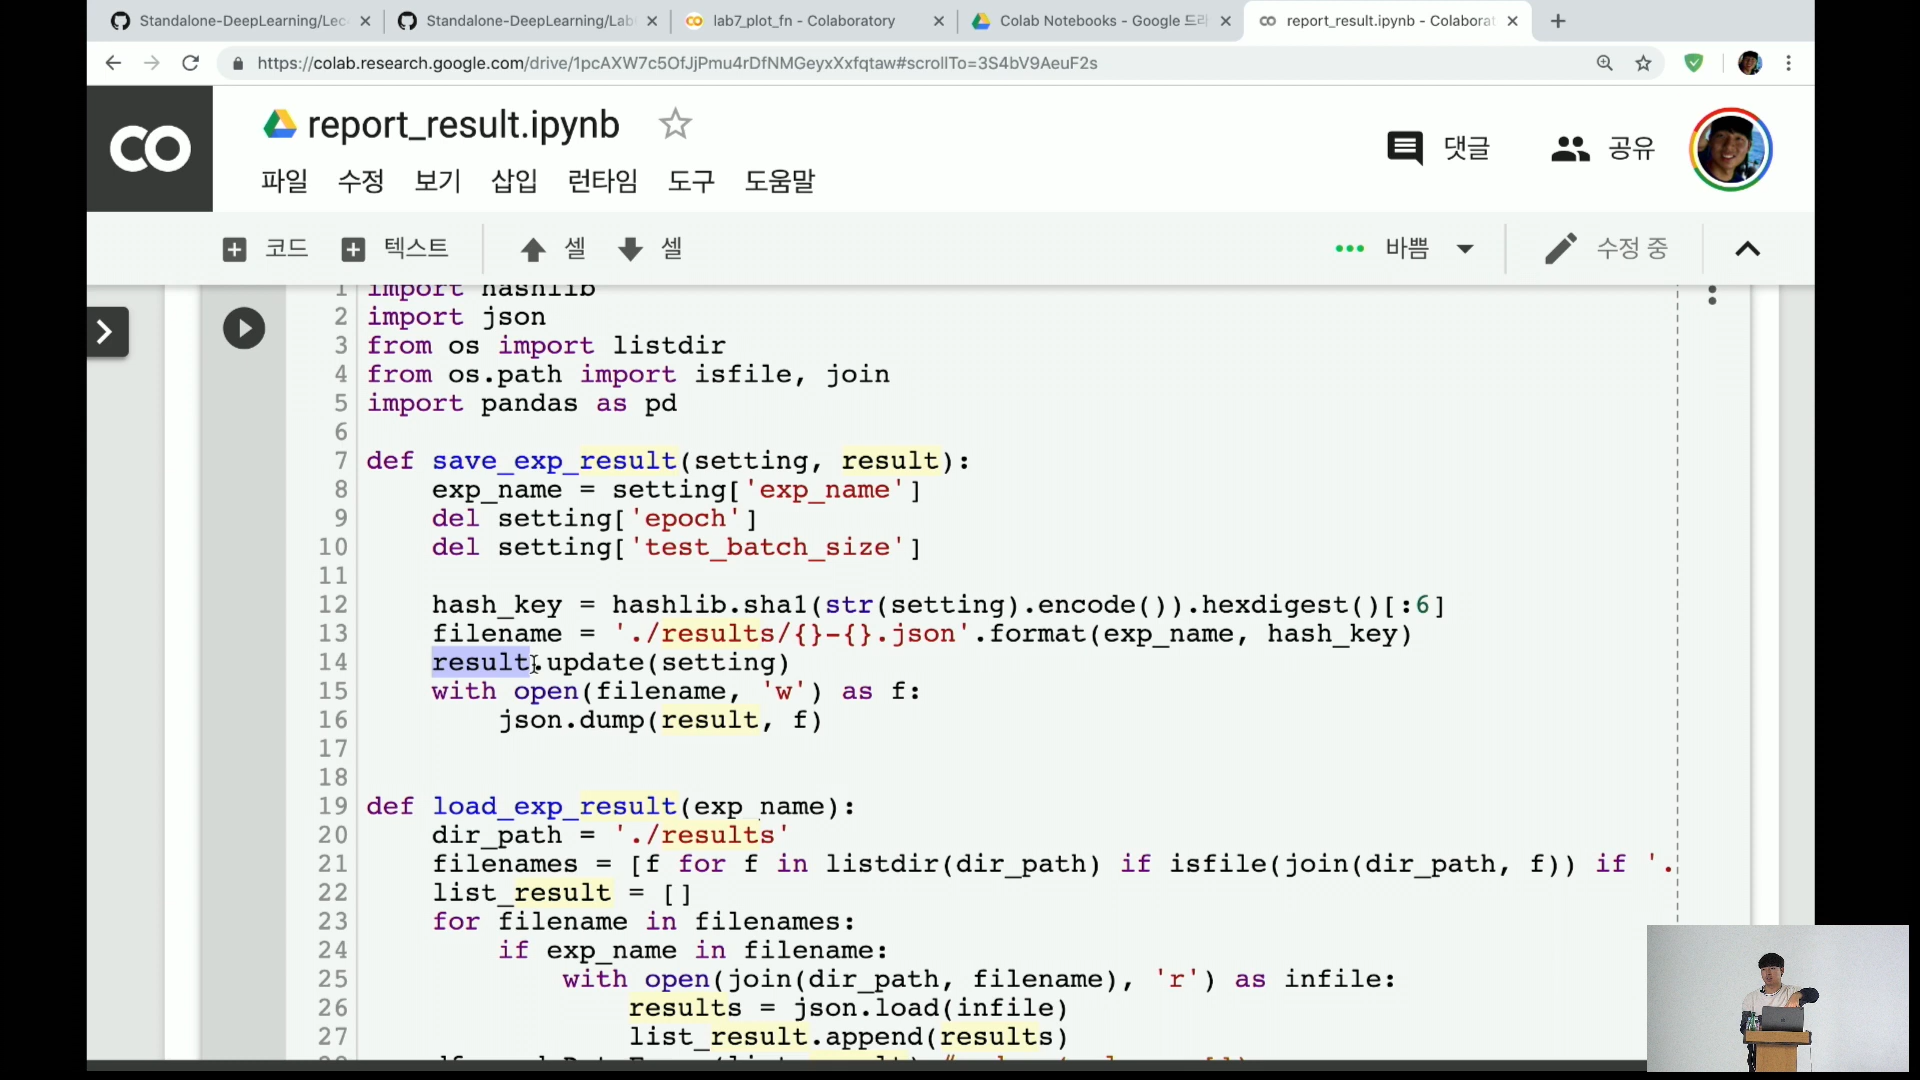 Standalone-DeepLearning/Lec
Standalone-DeepLearning/Lab
lab7_plot_fn - Colaboratory
Colab Notebooks - Google 드라
report_result.ipynb - Colaborat
https://colab.research.google.com/drive/1pcAXW7c5OfJjPmu4rDfNMGeyxXxfqtaw#scrollTo=3S4bV9AeuF2s
CO
report_result.ipynb
댓글
공유
파일 수정 보기 삽입 런타임 도구 도움말
코드 텍스트 셀 셀
바쁨
수정 중
1 import hashlib
2 import json
3 from os import listdir
4 from os.path import isfile, join
5 import pandas as pd
6
7 def save_exp_result(setting, result):
8 exp_name = setting['exp_name']
9 del setting['epoch']
10 del setting['test_batch_size']
11
12 hash_key = hashlib.sha1(str(setting).encode()).hexdigest()[:6]
13 filename = './results/{}-{}.json'.format(exp_name, hash_key)
14 result.update(setting)
15 with open(filename, 'w') as f:
16 json.dump(result, f)
17
18
19 def load_exp_result(exp_name):
20 dir_path = './results'
21 filenames = [f for f in listdir(dir_path) if isfile(join(dir_path, f)) if '.
22 list_result = []
23 for filename in filenames:
24 if exp_name in filename:
25 with open(join(dir_path, filename), 'r') as infile:
26 results = json.load(infile)
27 list_result.append(results)